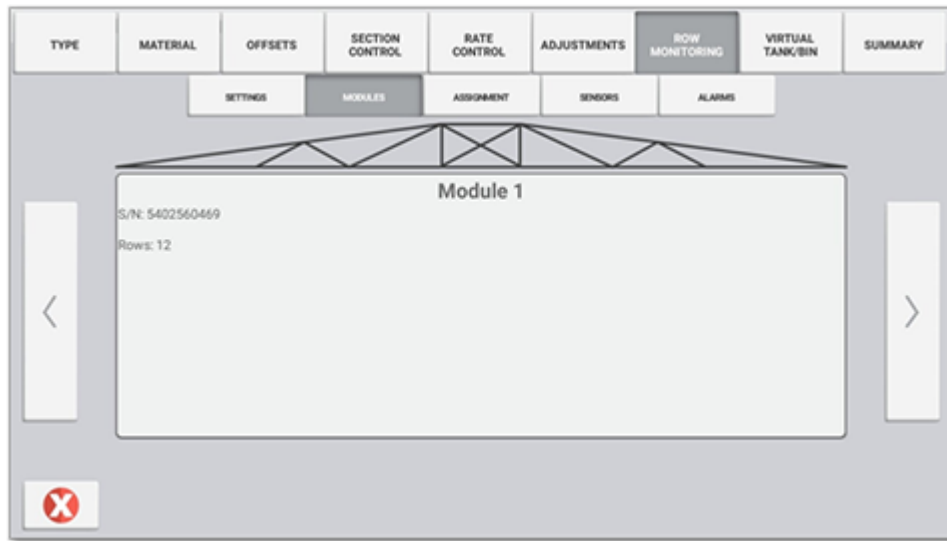 TYPE
MATERIAL
OFFSETS
SECTION
CONTROL
RATE
CONTROL
ADJUSTMENTS
ROW
MONITORING
VIRTUAL
TANK/BIN
SUMMARY
SETTINGS
MODULES
ASSIGNMENT
SENSORS
ALARMS
Module 1
S/N: 5402560469
Rows: 12